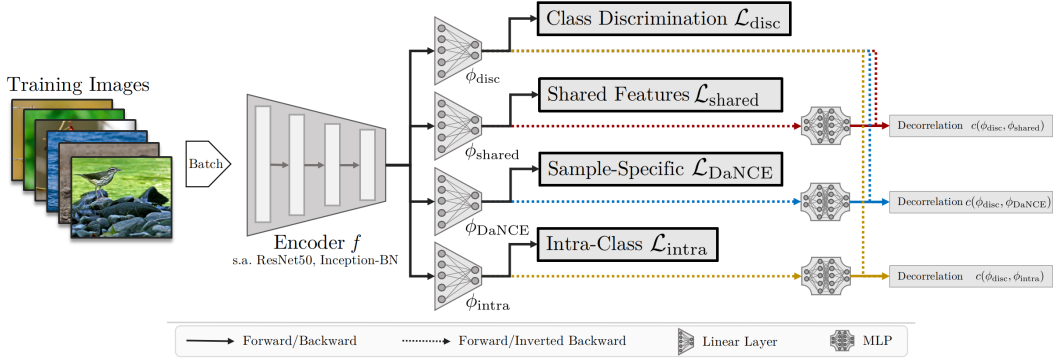 Training Images
Batch
Encoder f
s.a. ResNet50, Inception-BN
ϕdisc
Class Discrimination ℒdisc
ϕshared
Shared Features ℒshared
Decorrelation c(ϕdisc, ϕshared)
ϕDaNCE
Sample-Specific ℒDaNCE
Decorrelation c(ϕdisc, ϕDaNCE)
ϕintra
Intra-Class ℒintra
Decorrelation c(ϕdisc, ϕintra)
Forward/Backward
Forward/Inverted Backward
Linear Layer
MLP